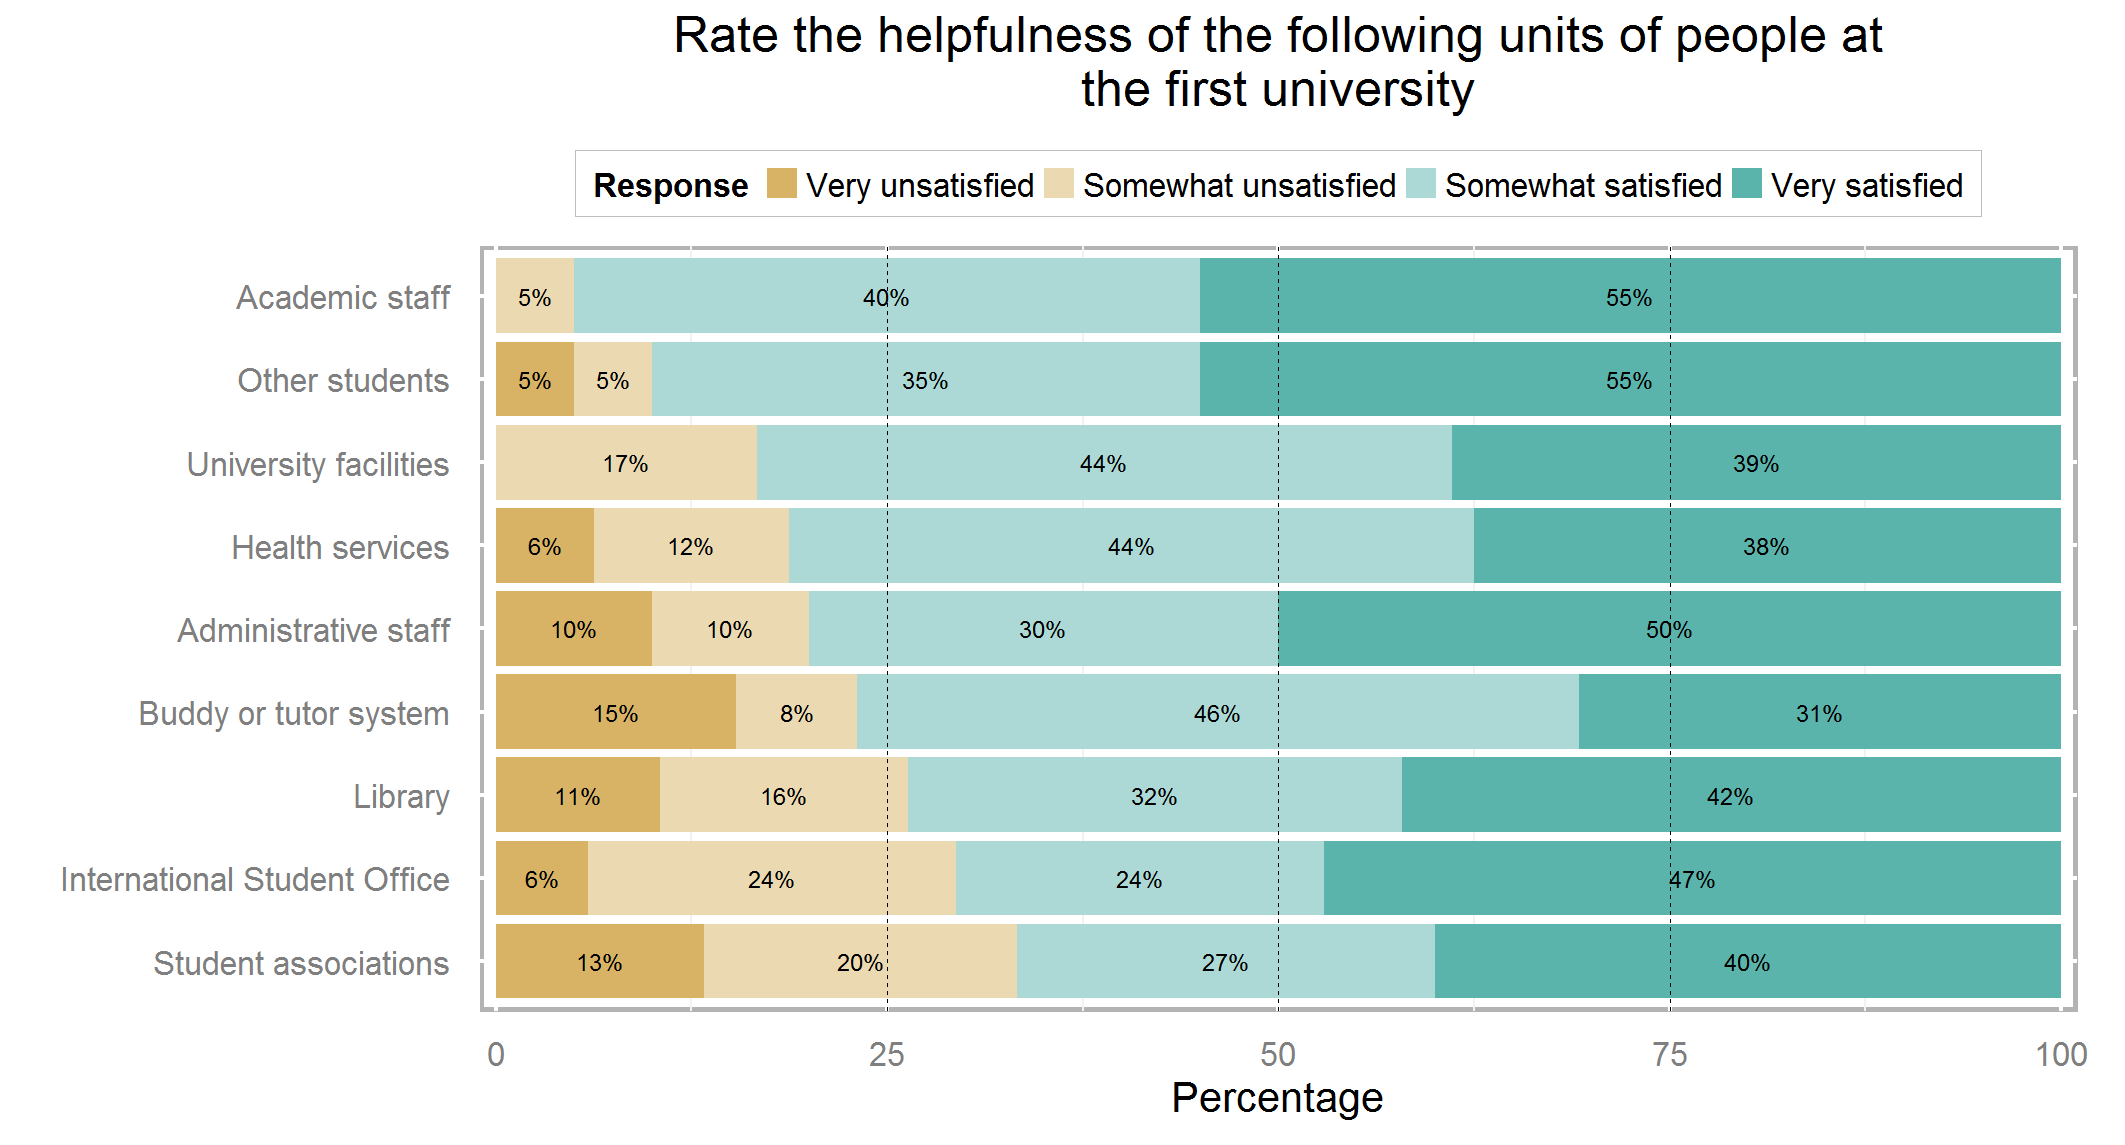 Rate the helpfulness of the following units of people at
the first university
Response Very unsatisfied Somewhat unsatisfied Somewhat satisfied Very satisfied
Academic staff 5% 40% 55%
Other students 5% 5% 35% 55%
University facilities 17% 44% 39%
Health services 6% 12% 44% 38%
Administrative staff 10% 10% 30% 50%
Buddy or tutor system 15% 8% 46% 31%
Library 11% 16% 32% 42%
International Student Office 6% 24% 24% 47%
Student associations 13% 20% 27% 40%
0 25 50 75 100
Percentage